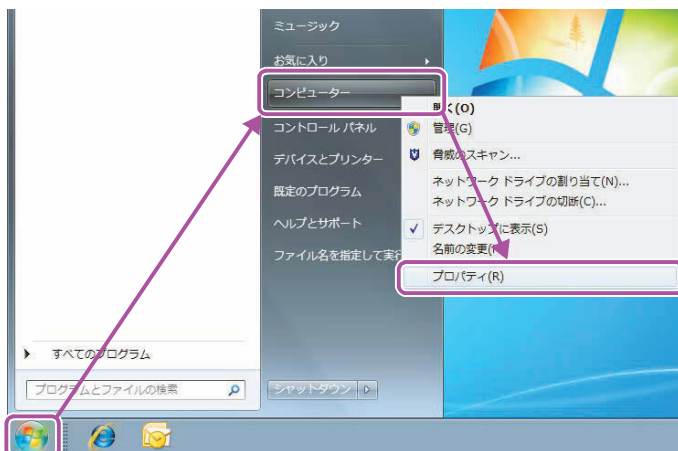 ミュージック
お気に入り
コンピューター
コントロール パネル
デバイスとプリンター
既定のプログラム
ヘルプとサポート
ファイル名を指定して実行
開く(O)
管理(G)
脅威のスキャン...
ネットワーク ドライブの割り当て(N)...
ネットワーク ドライブの切断(C)...
デスクトップに表示(S)
名前の変更
プロパティ(R)
すべてのプログラム
プログラムとファイルの検索
シャットダウン